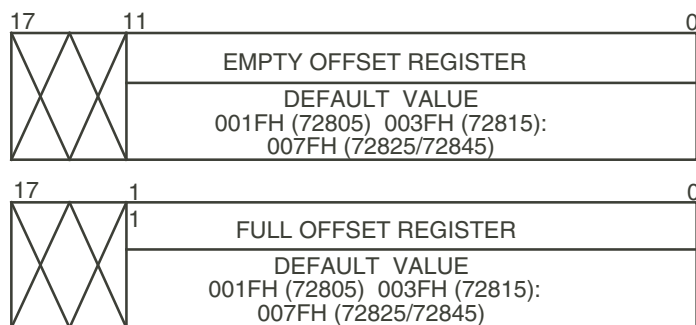 17 11 0
EMPTY OFFSET REGISTER
DEFAULT VALUE
001FH (72805) 003FH (72815):
007FH (72825/72845)
17 1 0
1
FULL OFFSET REGISTER
DEFAULT VALUE
001FH (72805) 003FH (72815):
007FH (72825/72845)